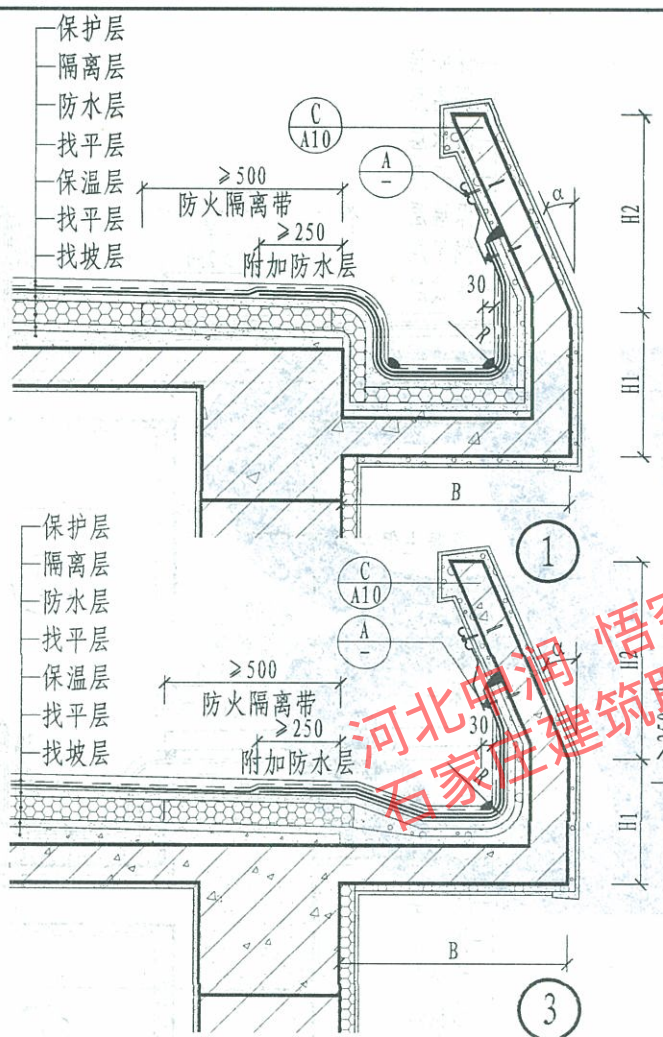 保护层
隔离层
防水层
找平层
保温层
找平层
找坡层
C
A10
A
-
≥500
防火隔离带
≥250
附加防水层
30
R
α
H2
H1
B
1
保护层
隔离层
防水层
找平层
保温层
找平层
找坡层
C
A10
A
-
≥500
防火隔离带
≥250
附加防水层
30
R
α
H2
H1
B
3
河北中润 悟
石家庄建筑